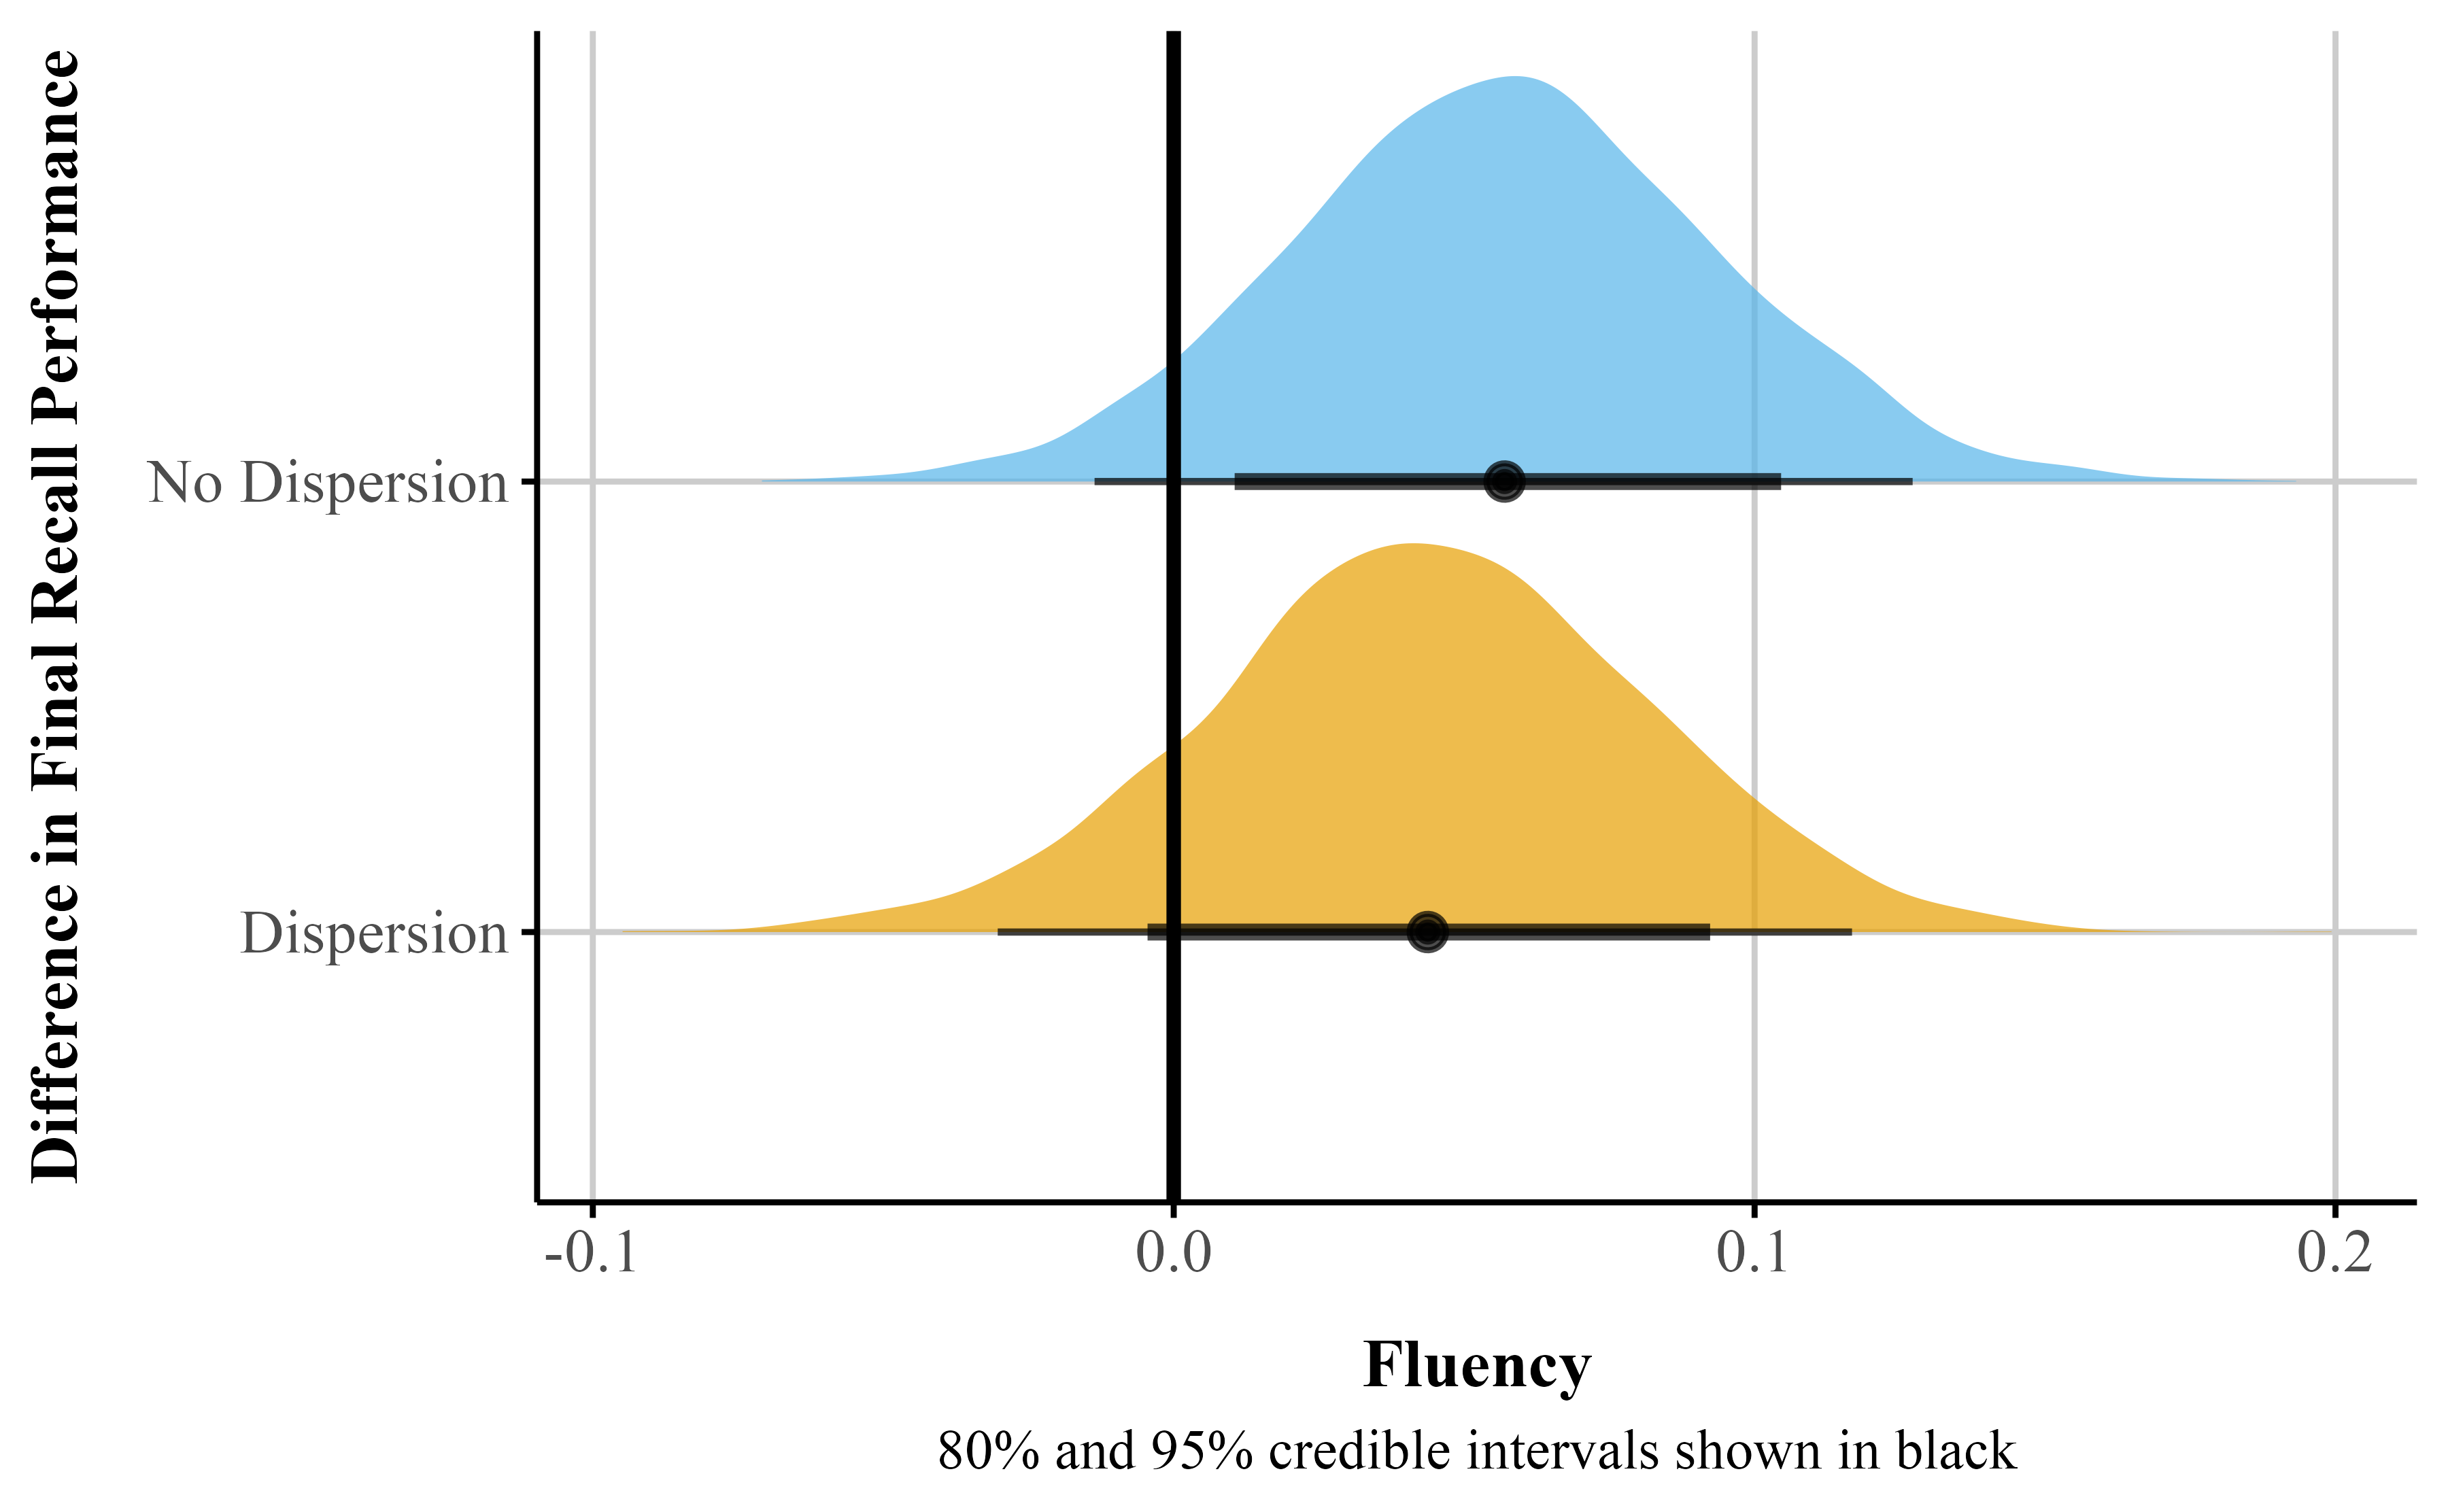 Difference in Final Recall Performance
No Dispersion
Dispersion
-0.1
0.0
0.1
0.2
Fluency
80% and 95% credible intervals shown in black